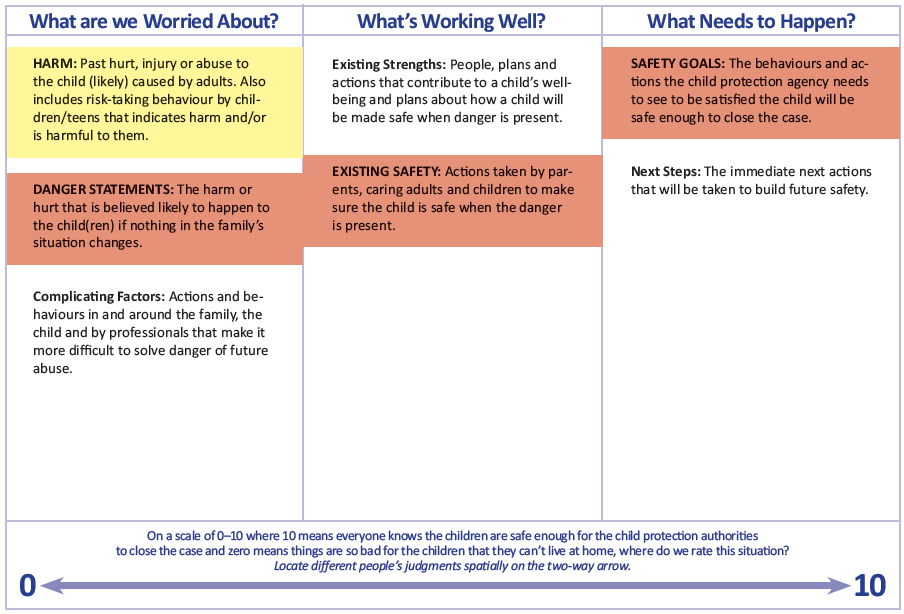 What are we Worried About?
HARM: Past hurt, injury or abuse to
the child (likely) caused by adults. Also
includes risk-taking behaviour by chil-
dren/teens that indicates harm and/or
is harmful to them.
DANGER STATEMENTS: The harm or
hurt that is believed likely to happen to
the child(ren) if nothing in the family's
situation changes.
Complicating Factors: Actions and be-
haviours in and around the family, the
child and by professionals that make it
more difficult to solve danger of future
abuse.
What's Working Well?
Existing Strengths: People, plans and
actions that contribute to a child's well-
being and plans about how a child will
be made safe when danger is present.
EXISTING SAFETY: Actions taken by par-
ents, caring adults and children to make
sure the child is safe when the danger
is present.
What Needs to Happen?
SAFETY GOALS: The behaviours and ac-
tions the child protection agency needs
to see to be satisfied the child will be
safe enough to close the case.
Next Steps: The immediate next actions
that will be taken to build future safety.
On a scale of 0–10 where 10 means everyone knows the children are safe enough for the child protection authorities
to close the case and zero means things are so bad for the children that they can't live at home, where do we rate this situation?
Locate different people's judgments spatially on the two-way arrow.
0 10